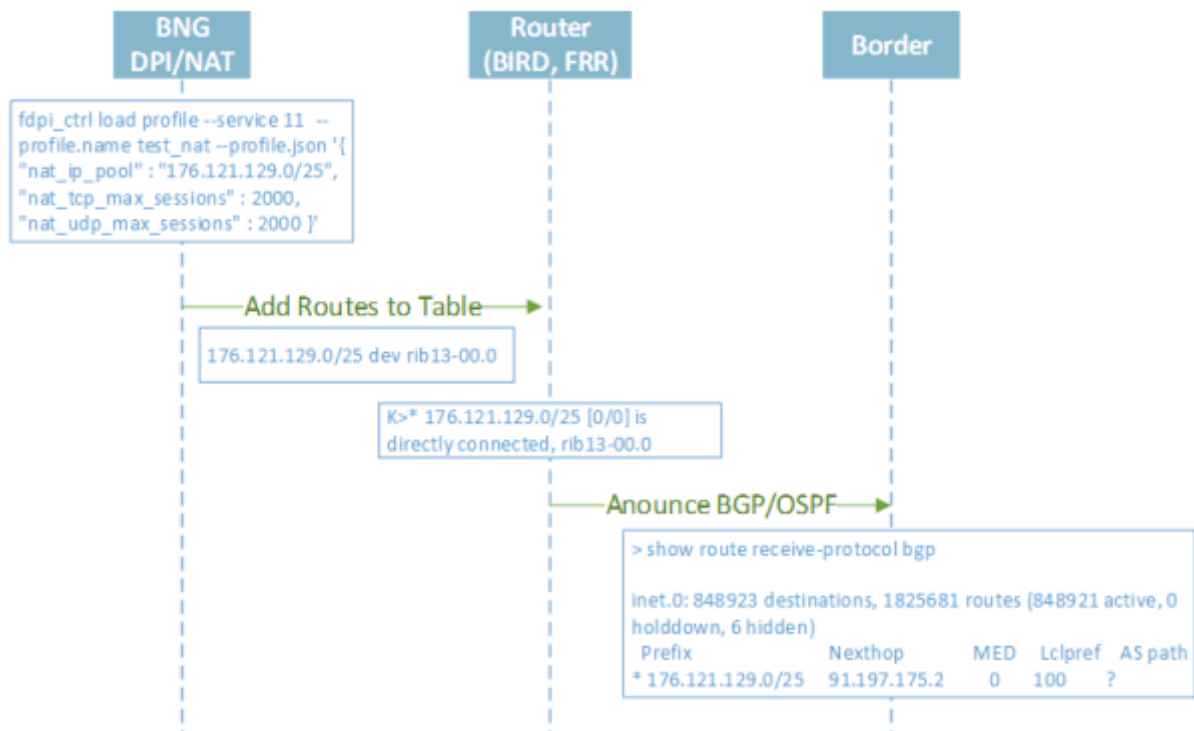 BNG
DPI/NAT
Router
(BIRD, FRR)
Border
fdpi_ctrl load profile --service 11 --
profile.name test_nat --profile.json '{
"nat_ip_pool" : "176.121.129.0/25",
"nat_tcp_max_sessions" : 2000,
"nat_udp_max_sessions" : 2000 }'
Add Routes to Table
176.121.129.0/25 dev rib13-00.0
K>* 176.121.129.0/25 [0/0] is
directly connected, rib13-00.0
Anounce BGP/OSPF
> show route receive-protocol bgp
inet.0: 848923 destinations, 1825681 routes (848921 active, 0
holddown, 6 hidden)
Prefix Nexthop MED Lclpref AS path
* 176.121.129.0/25 91.197.175.2 0 100 ?